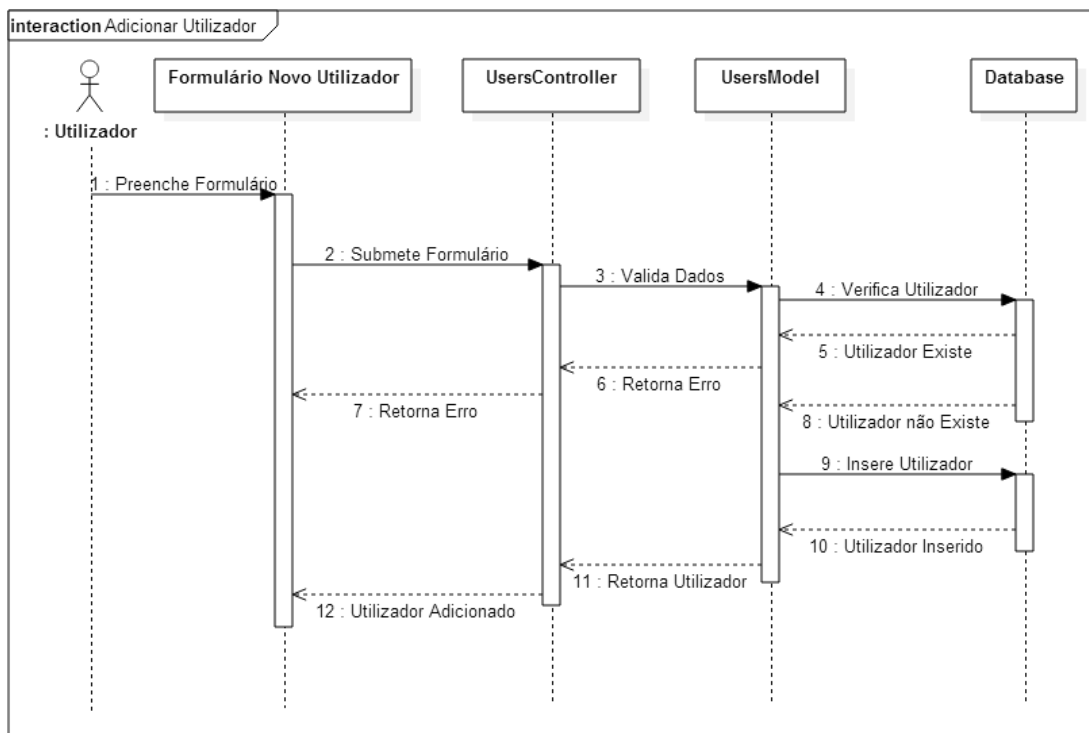 interaction Adicionar Utilizador
Formulário Novo Utilizador
UsersController
UsersModel
Database
: Utilizador
1 : Preenche Formulário
2 : Submete Formulário
3 : Valida Dados
4 : Verifica Utilizador
5 : Utilizador Existe
6 : Retorna Erro
7 : Retorna Erro
8 : Utilizador não Existe
9 : Insere Utilizador
10 : Utilizador Inserido
11 : Retorna Utilizador
12 : Utilizador Adicionado